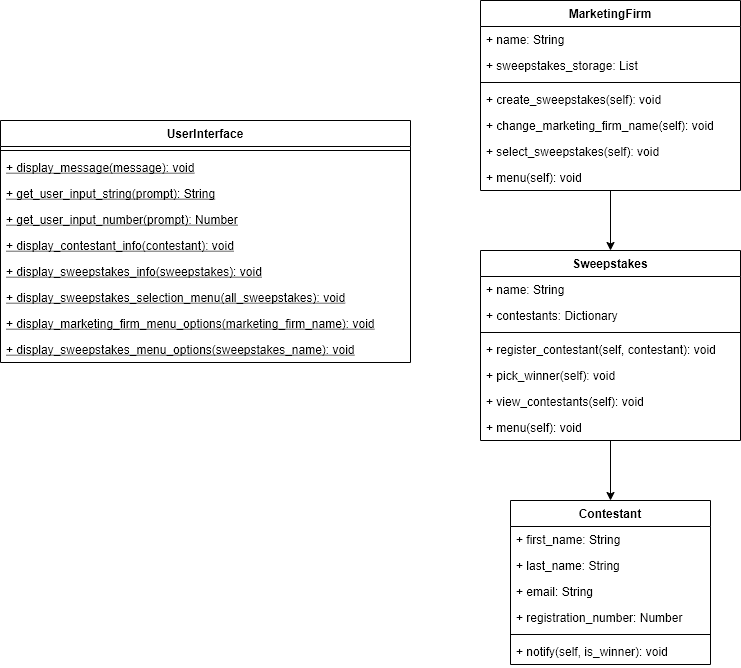 MarketingFirm
+ name: String
+ sweepstakes_storage: List
+ create_sweepstakes(self): void
+ change_marketing_firm_name(self): void
+ select_sweepstakes(self): void
+ menu(self): void
UserInterface
+ display_message(message): void
+ get_user_input_string(prompt): String
+ get_user_input_number(prompt): Number
+ display_contestant_info(contestant): void
+ display_sweepstakes_info(sweepstakes): void
+ display_sweepstakes_selection_menu(all_sweepstakes): void
+ display_marketing_firm_menu_options(marketing_firm_name): void
+ display_sweepstakes_menu_options(sweepstakes_name): void
Sweepstakes
+ name: String
+ contestants: Dictionary
+ register_contestant(self, contestant): void
+ pick_winner(self): void
+ view_contestants(self): void
+ menu(self): void
Contestant
+ first_name: String
+ last_name: String
+ email: String
+ registration_number: Number
+ notify(self, is_winner): void